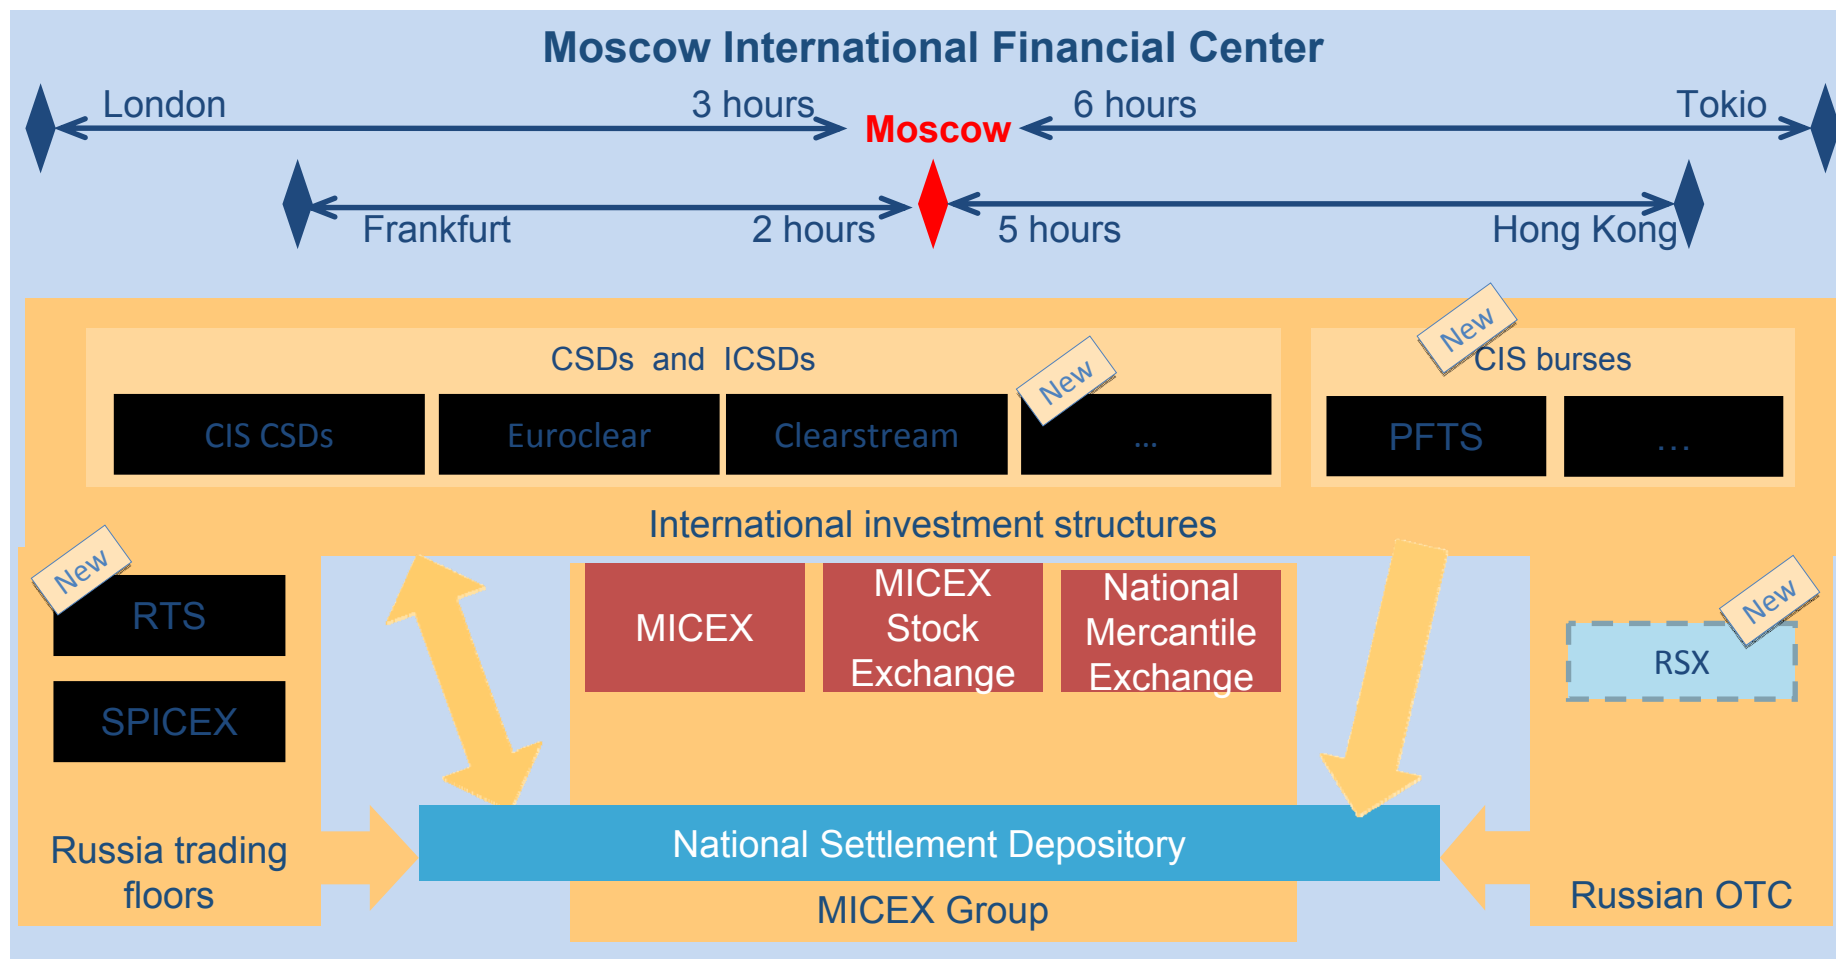 Moscow International Financial Center
London
3 hours
6 hours
Tokio
Moscow
Frankfurt
2 hours
5 hours
Hong Kong
CSDs and ICSDs
New
CIS burses
New
CIS CSDs
Euroclear
Clearstream
...
PFTS
...
International investment structures
New
RTS
SPICEX
Russia trading
floors
MICEX
MICEX
Stock
Exchange
National
Mercantile
Exchange
New
RSX
National Settlement Depository
MICEX Group
Russian OTC